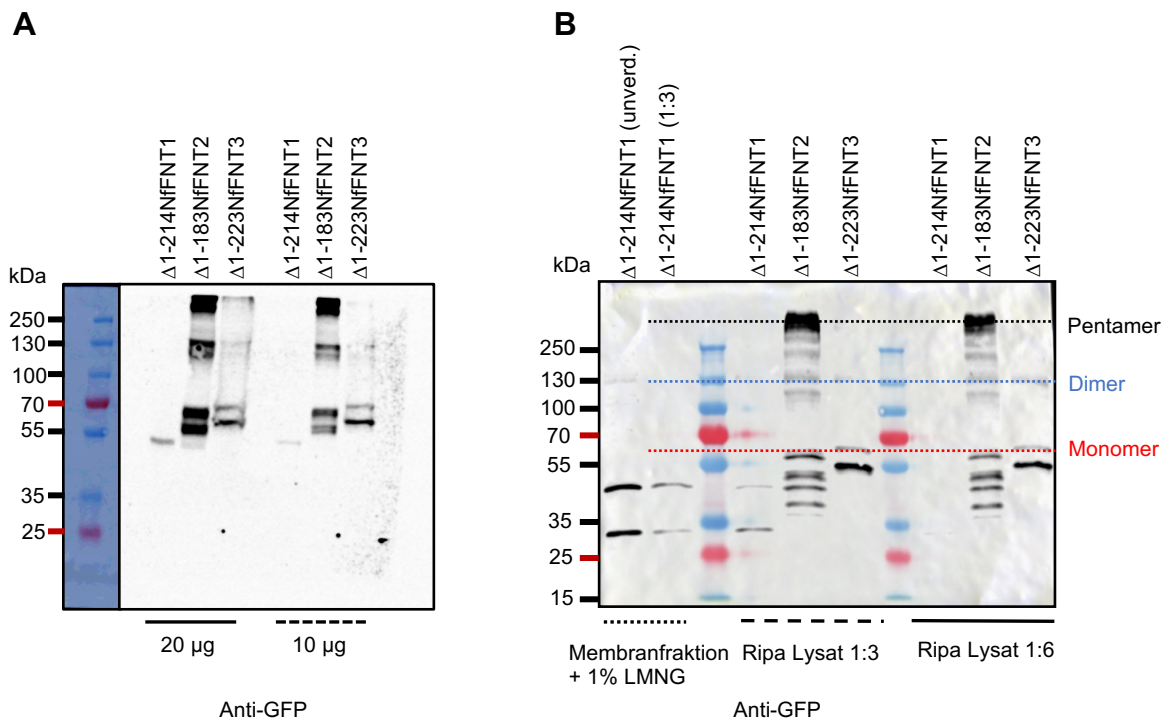 A
Δ1-214NfFNT1
Δ1-183NfFNT2
Δ1-223NfFNT3
Δ1-214NfFNT1
Δ1-183NfFNT2
Δ1-223NfFNT3
kDa
250
130
100
70
55
35
25
20 µg
10 µg
Anti-GFP
B
Δ1-214NfFNT1 (unverd.)
Δ1-214NfFNT1 (1:3)
Δ1-214NfFNT1
Δ1-183NfFNT2
Δ1-223NfFNT3
Δ1-214NfFNT1
Δ1-183NfFNT2
Δ1-223NfFNT3
kDa
250
130
100
70
55
35
25
15
Pentamer
Dimer
Monomer
Membranfraktion
+ 1% LMNG
Ripa Lysat 1:3
Ripa Lysat 1:6
Anti-GFP